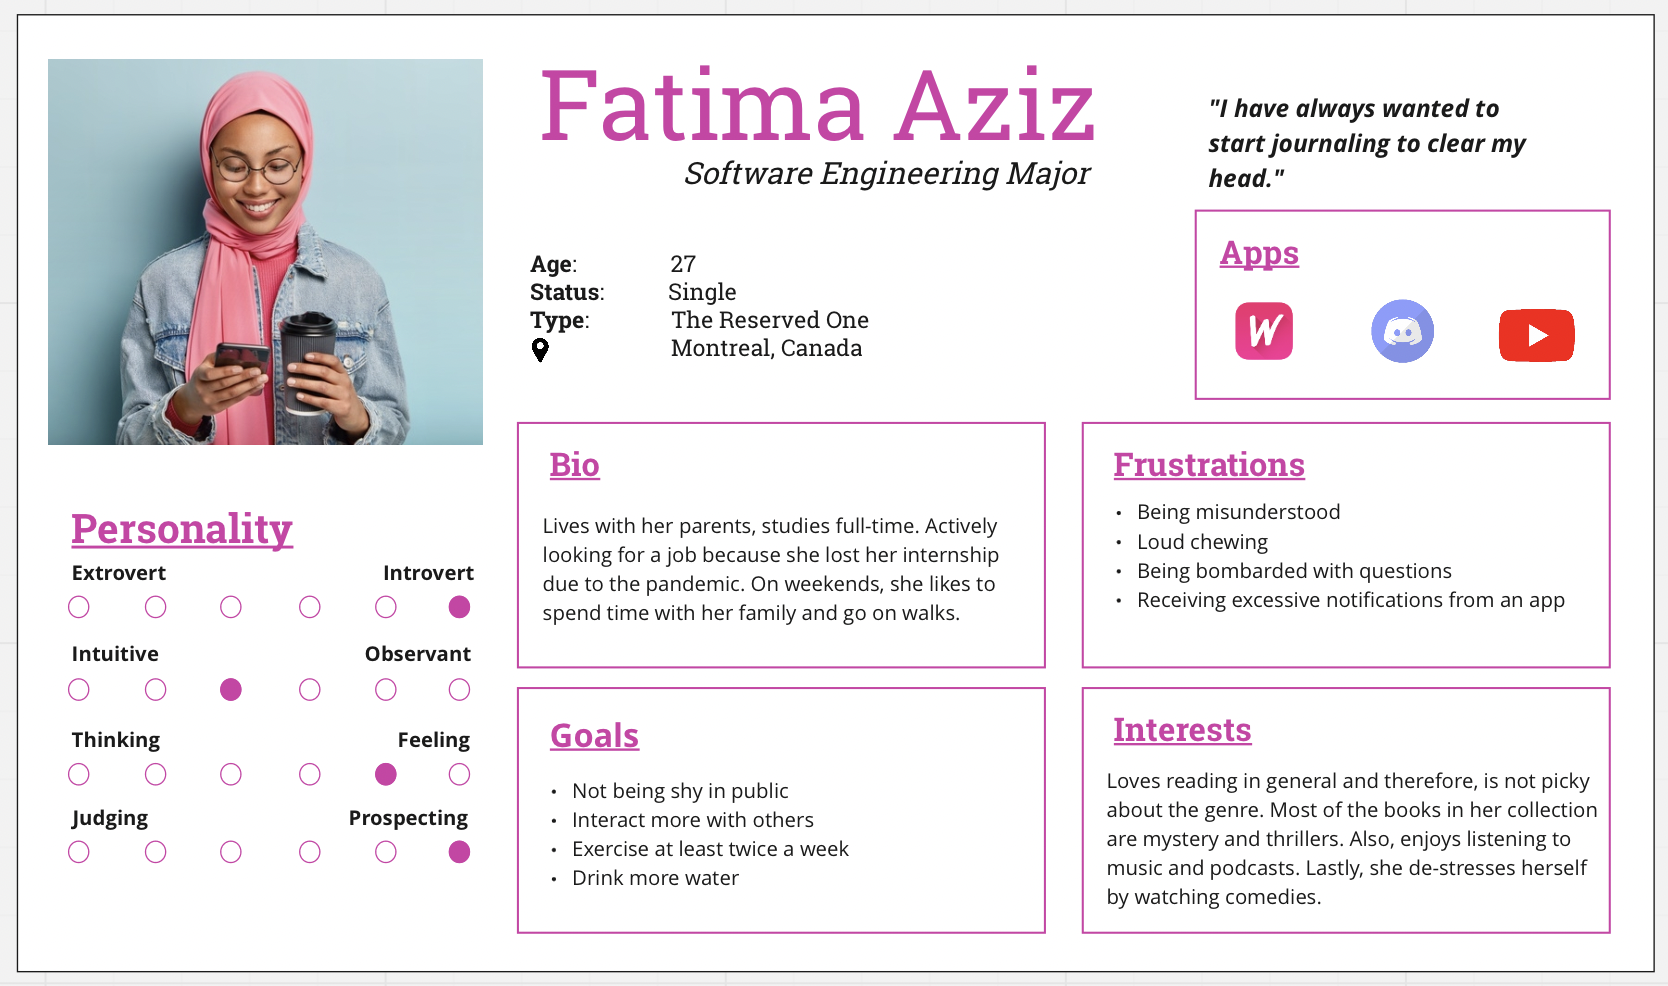 Fatima Aziz
Software Engineering Major
"I have always wanted to
start journaling to clear my
head."
Age: 27
Status: Single
Type: The Reserved One
Montreal, Canada
Apps
W
Personality
Extrovert Introvert
Intuitive Observant
Thinking Feeling
Judging Prospecting
Bio
Lives with her parents, studies full-time. Actively
looking for a job because she lost her internship
due to the pandemic. On weekends, she likes to
spend time with her family and go on walks.
Frustrations
• Being misunderstood
• Loud chewing
• Being bombarded with questions
• Receiving excessive notifications from an app
Goals
• Not being shy in public
• Interact more with others
• Exercise at least twice a week
• Drink more water
Interests
Loves reading in general and therefore, is not picky
about the genre. Most of the books in her collection
are mystery and thrillers. Also, enjoys listening to
music and podcasts. Lastly, she de-stresses herself
by watching comedies.